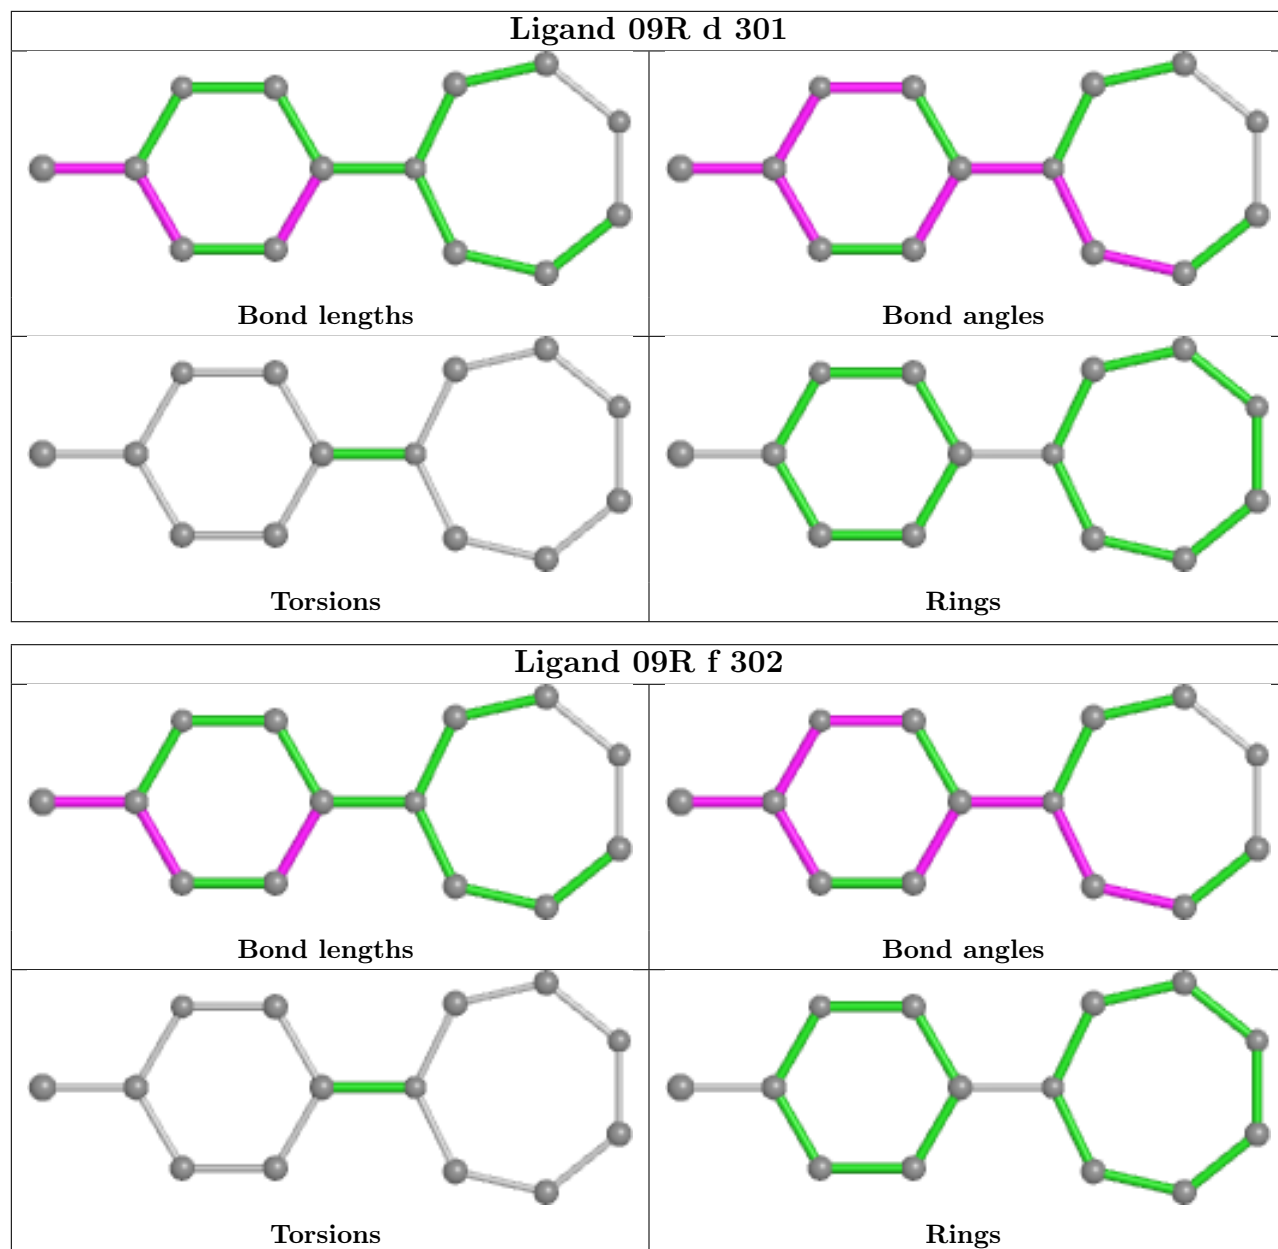 Ligand 09R d 301
Bond lengths
Bond angles
Torsions
Rings
Ligand 09R f 302
Bond lengths
Bond angles
Torsions
Rings